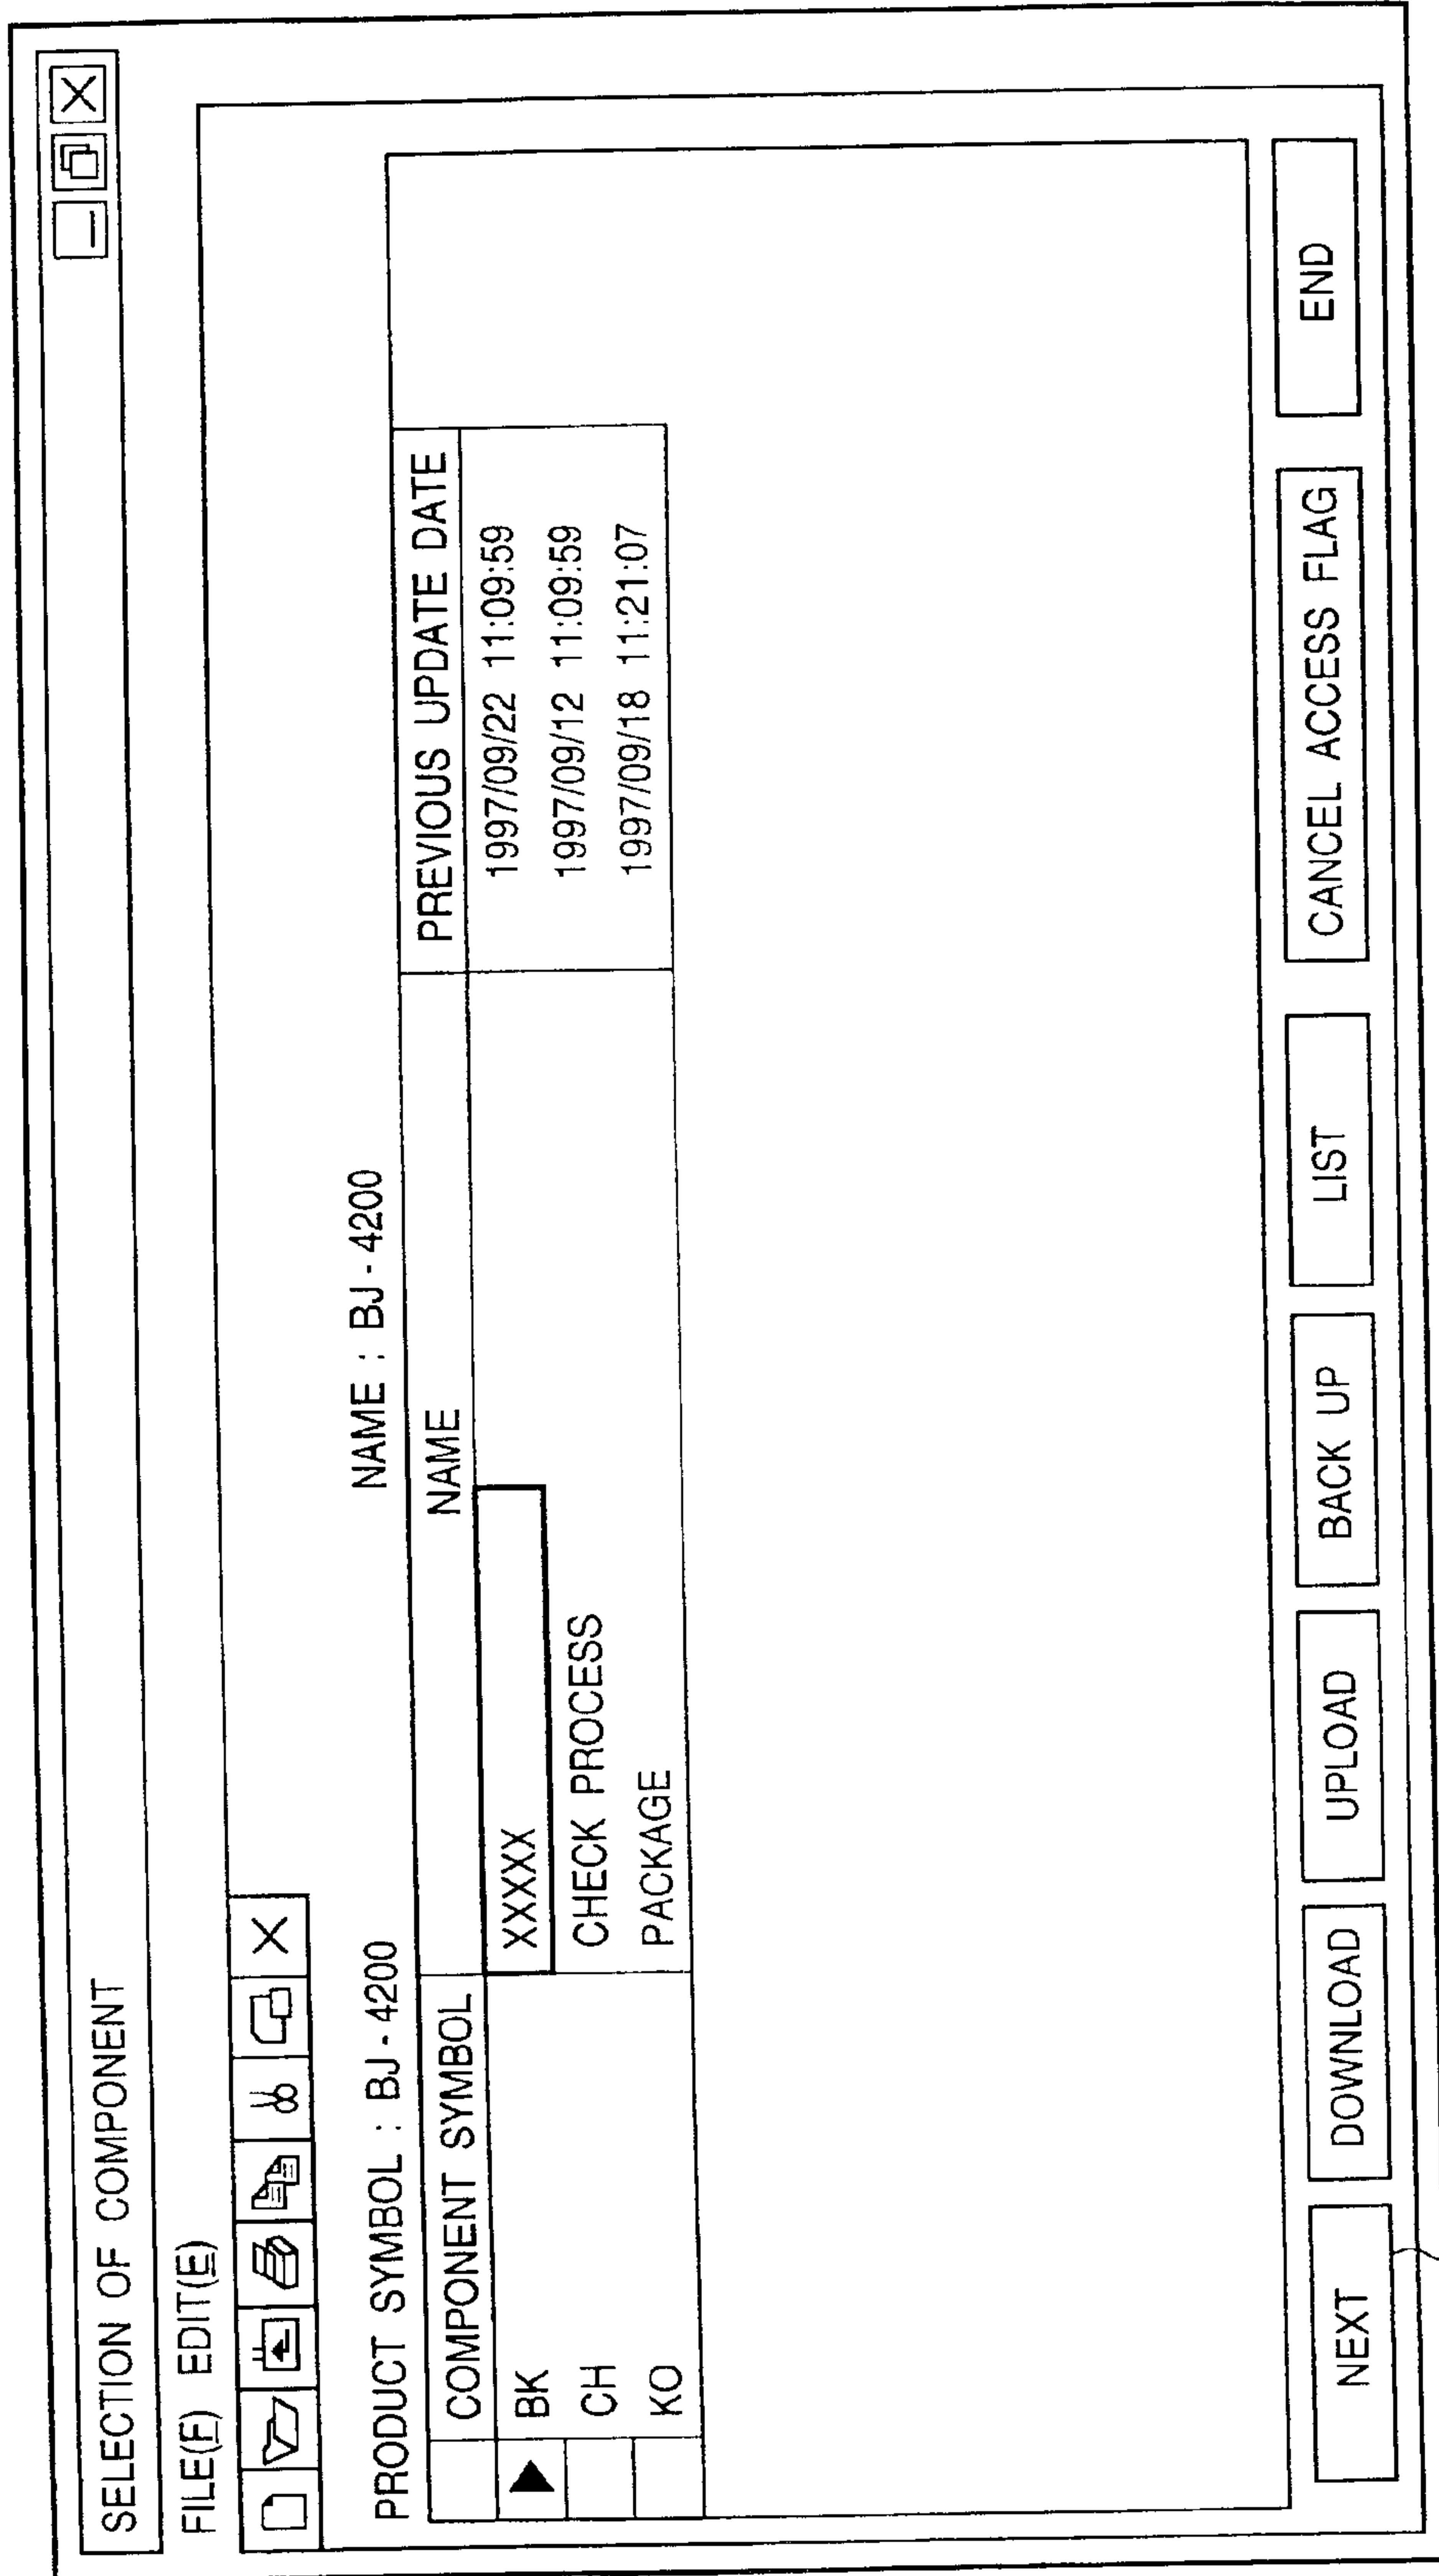 SELECTION OF COMPONENT
FILE(F) EDIT(E)
PRODUCT SYMBOL : BJ - 4200 NAME : BJ - 4200
COMPONENT SYMBOL NAME PREVIOUS UPDATE DATE
BK XXXXX 1997/09/22 11:09:59
CH CHECK PROCESS 1997/09/12 11:09:59
KO PACKAGE 1997/09/18 11:21:07
NEXT DOWNLOAD UPLOAD BACK UP LIST CANCEL ACCESS FLAG END